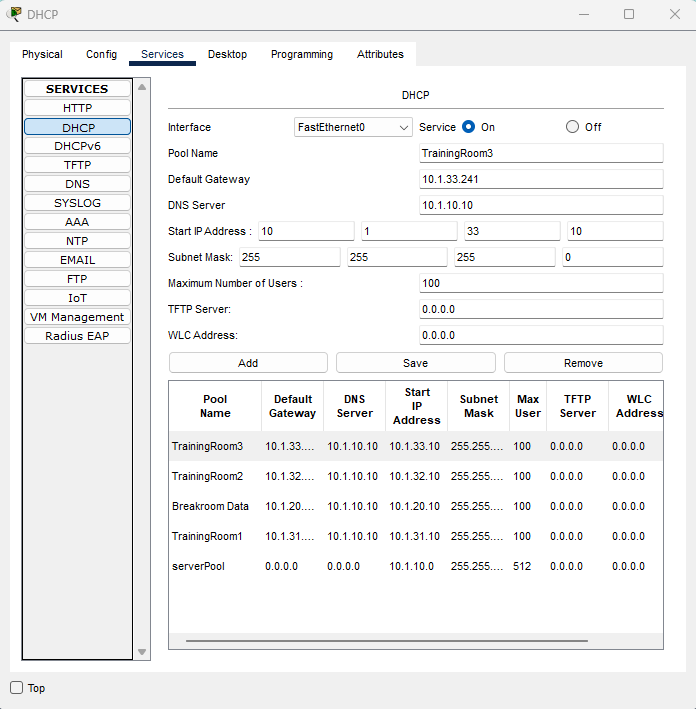 DHCP
Physical Config Services Desktop Programming Attributes
SERVICES
HTTP
DHCP
DHCPv6
TFTP
DNS
SYSLOG
AAA
NTP
EMAIL
FTP
IoT
VM Management
Radius EAP
DHCP
Interface FastEthernet0 Service On Off
Pool Name TrainingRoom3
Default Gateway 10.1.33.241
DNS Server 10.1.10.10
Start IP Address : 10 1 33 10
Subnet Mask: 255 255 255 0
Maximum Number of Users : 100
TFTP Server: 0.0.0.0
WLC Address: 0.0.0.0
Add Save Remove
Pool Name Default Gateway DNS Server Start IP Address Subnet Mask Max User TFTP Server WLC Address
TrainingRoom3 10.1.33.... 10.1.10.10 10.1.33.10 255.255.... 100 0.0.0.0 0.0.0.0
TrainingRoom2 10.1.32.... 10.1.10.10 10.1.32.10 255.255.... 100 0.0.0.0 0.0.0.0
Breakroom Data 10.1.20.... 10.1.10.10 10.1.20.10 255.255.... 100 0.0.0.0 0.0.0.0
TrainingRoom1 10.1.31.... 10.1.10.10 10.1.31.10 255.255.... 100 0.0.0.0 0.0.0.0
serverPool 0.0.0.0 0.0.0.0 10.1.10.0 255.255.... 512 0.0.0.0 0.0.0.0
Top